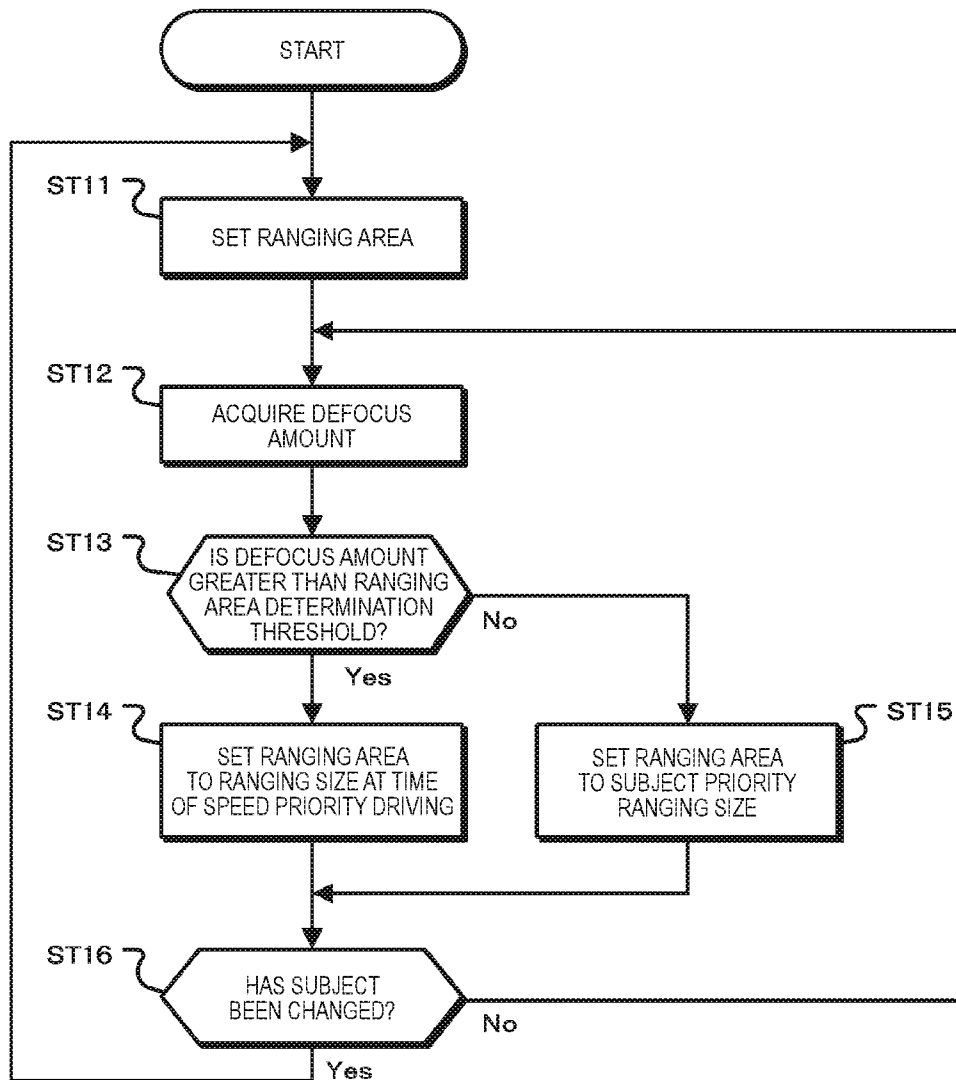 START
ST11
SET RANGING AREA
ST12
ACQUIRE DEFOCUS
AMOUNT
ST13
IS DEFOCUS AMOUNT
GREATER THAN RANGING
AREA DETERMINATION
THRESHOLD?
No
Yes
ST14
SET RANGING AREA
TO RANGING SIZE AT TIME
OF SPEED PRIORITY DRIVING
ST15
SET RANGING AREA
TO SUBJECT PRIORITY
RANGING SIZE
ST16
HAS SUBJECT
BEEN CHANGED?
No
Yes